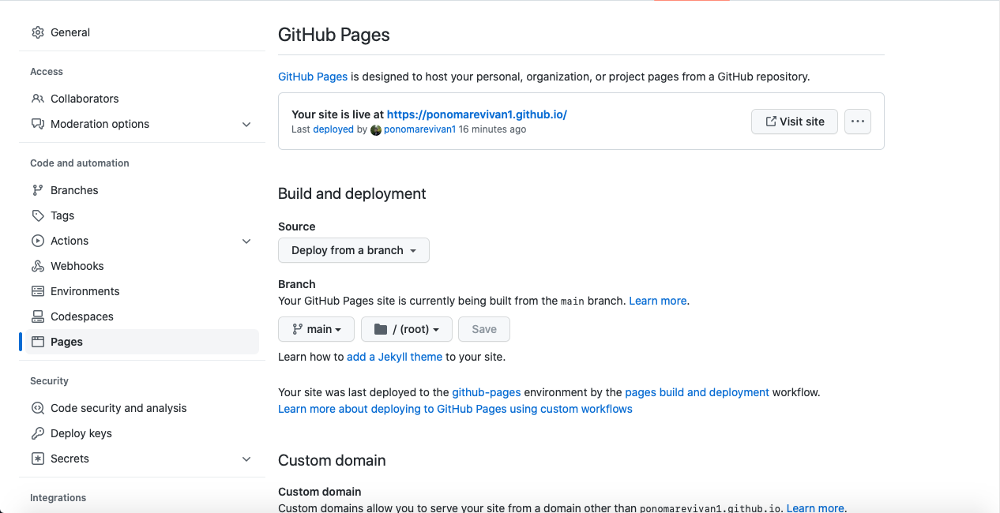 General
Access
Collaborators
Moderation options
Code and automation
Branches
Tags
Actions
Webhooks
Environments
Codespaces
Pages
Security
Code security and analysis
Deploy keys
Secrets
Integrations
GitHub Pages
GitHub Pages is designed to host your personal, organization, or project pages from a GitHub repository.
Your site is live at https://ponomarevivan1.github.io/
Last deployed by ponomarevivan1 16 minutes ago
Visit site
Build and deployment
Source
Deploy from a branch
Branch
Your GitHub Pages site is currently being built from the main branch. Learn more.
main
/ (root)
Save
Learn how to add a Jekyll theme to your site.
Your site was last deployed to the github-pages environment by the pages build and deployment workflow.
Learn more about deploying to GitHub Pages using custom workflows
Custom domain
Custom domain
Custom domains allow you to serve your site from a domain other than ponomarevivan1.github.io. Learn more.